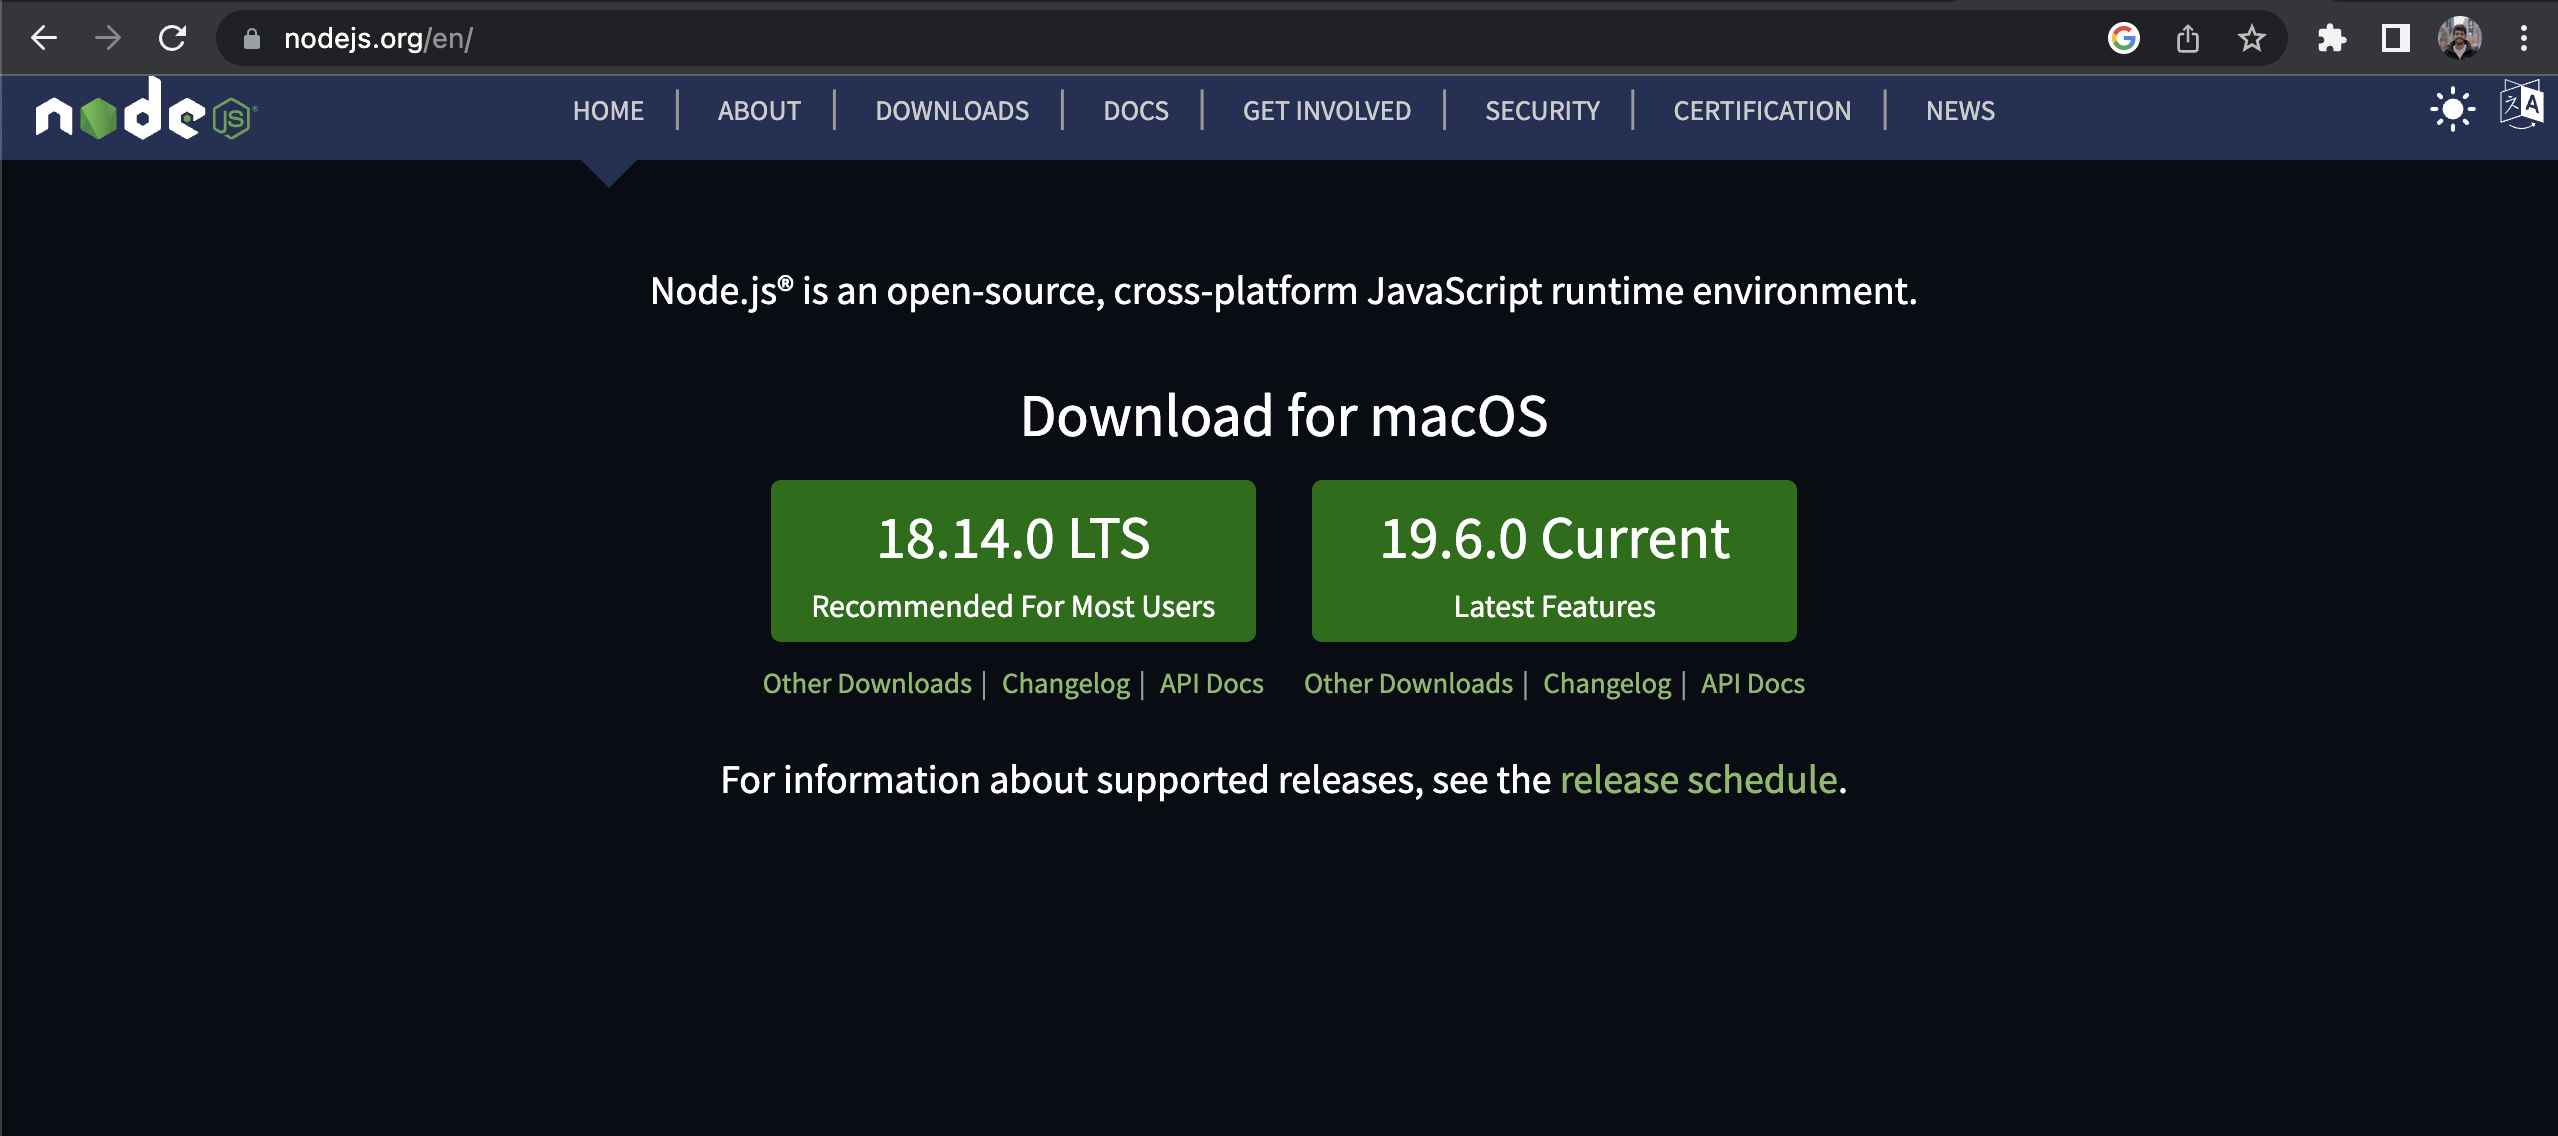 nodejs.org/en/
node JS®
HOME | ABOUT | DOWNLOADS | DOCS | GET INVOLVED | SECURITY | CERTIFICATION | NEWS
Node.js® is an open-source, cross-platform JavaScript runtime environment.
Download for macOS
18.14.0 LTS
Recommended For Most Users
19.6.0 Current
Latest Features
Other Downloads | Changelog | API Docs
Other Downloads | Changelog | API Docs
For information about supported releases, see the release schedule.